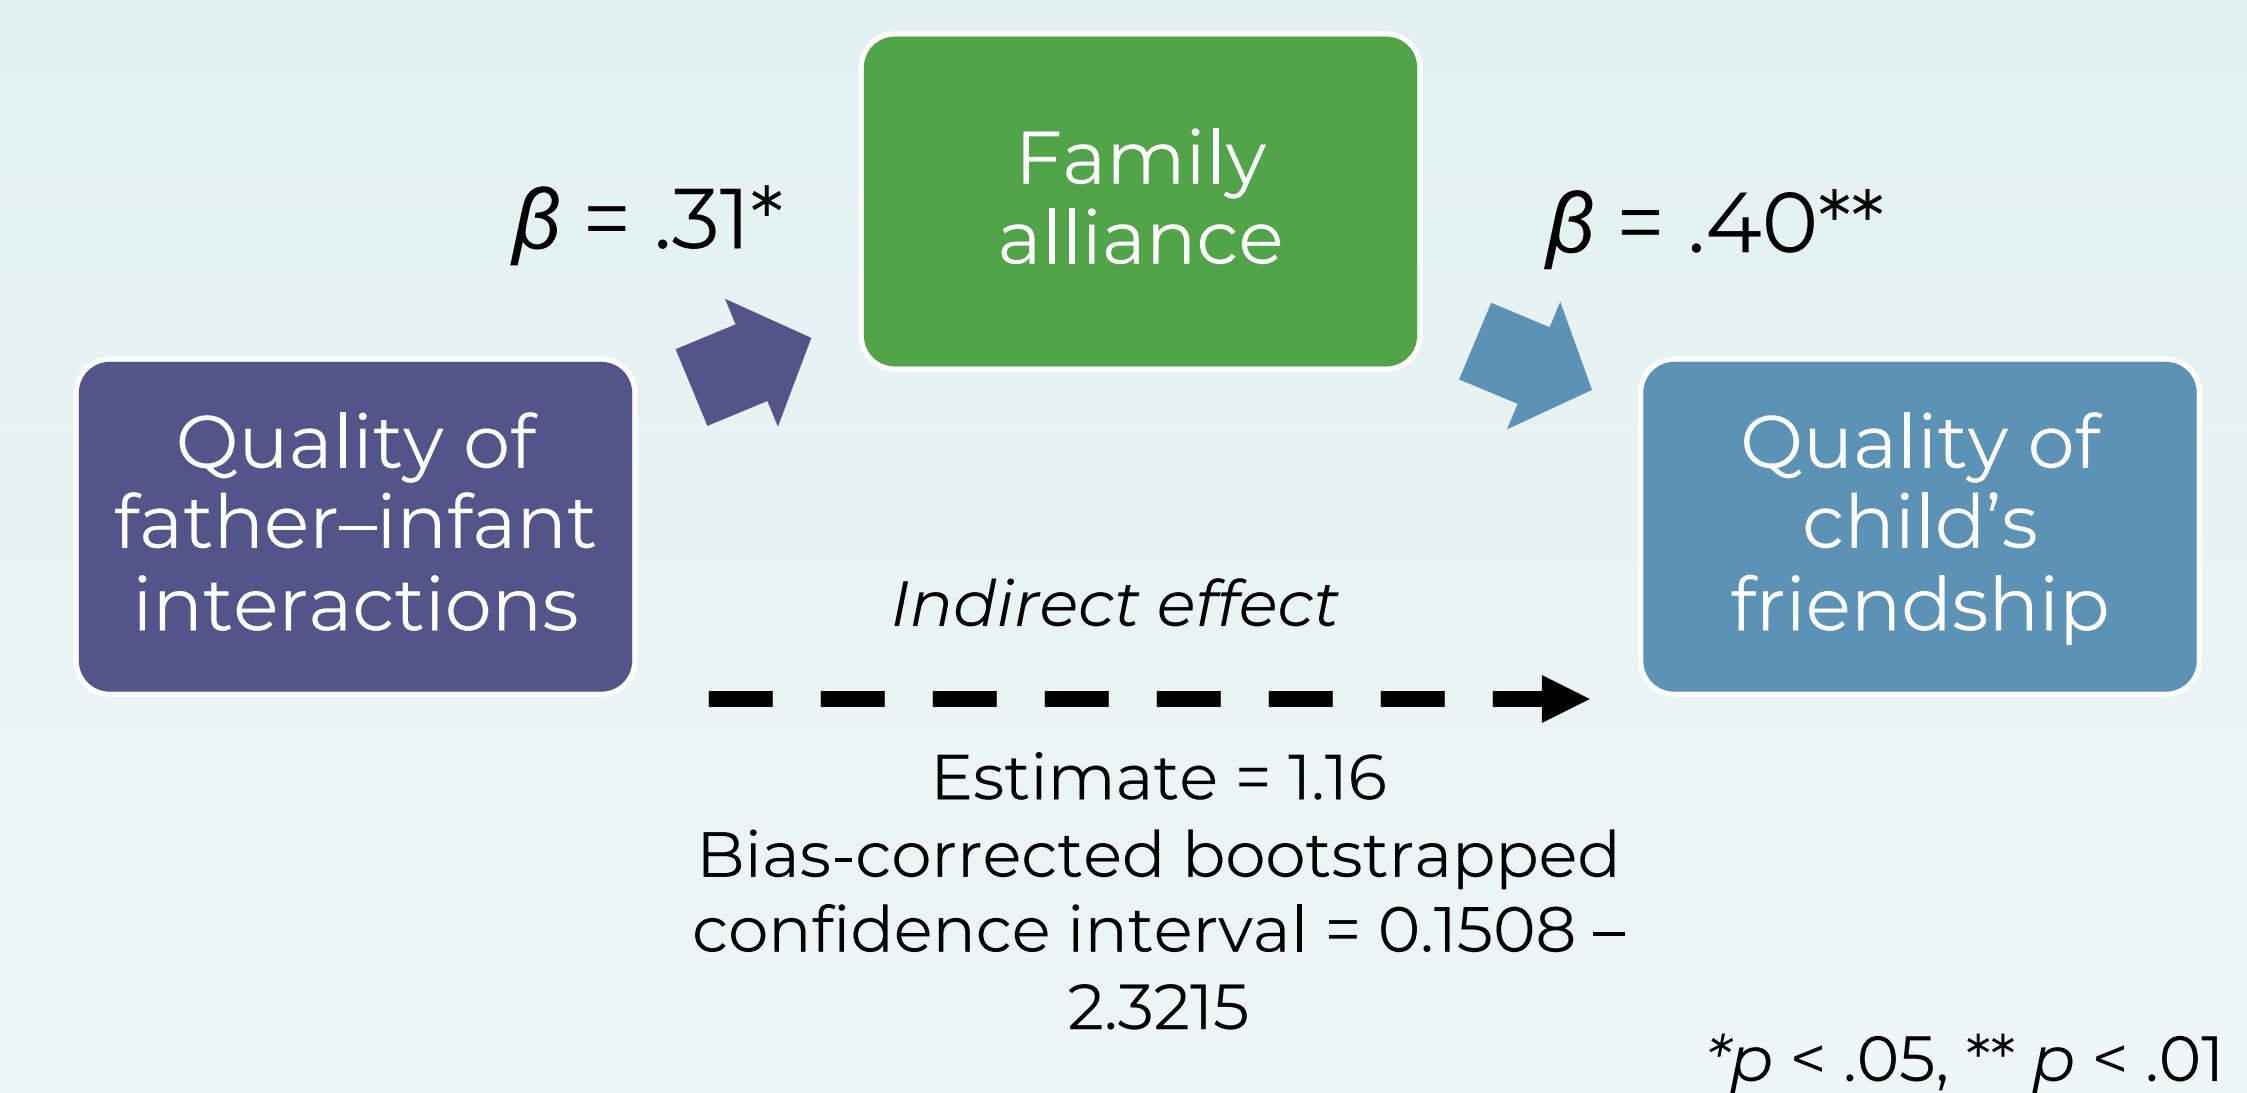 Family
alliance
β = .31*
β = .40**
Quality of
father–infant
interactions
Quality of
child’s
friendship
Indirect effect
Estimate = 1.16
Bias-corrected bootstrapped
confidence interval = 0.1508 –
2.3215
*p < .05, ** p < .01